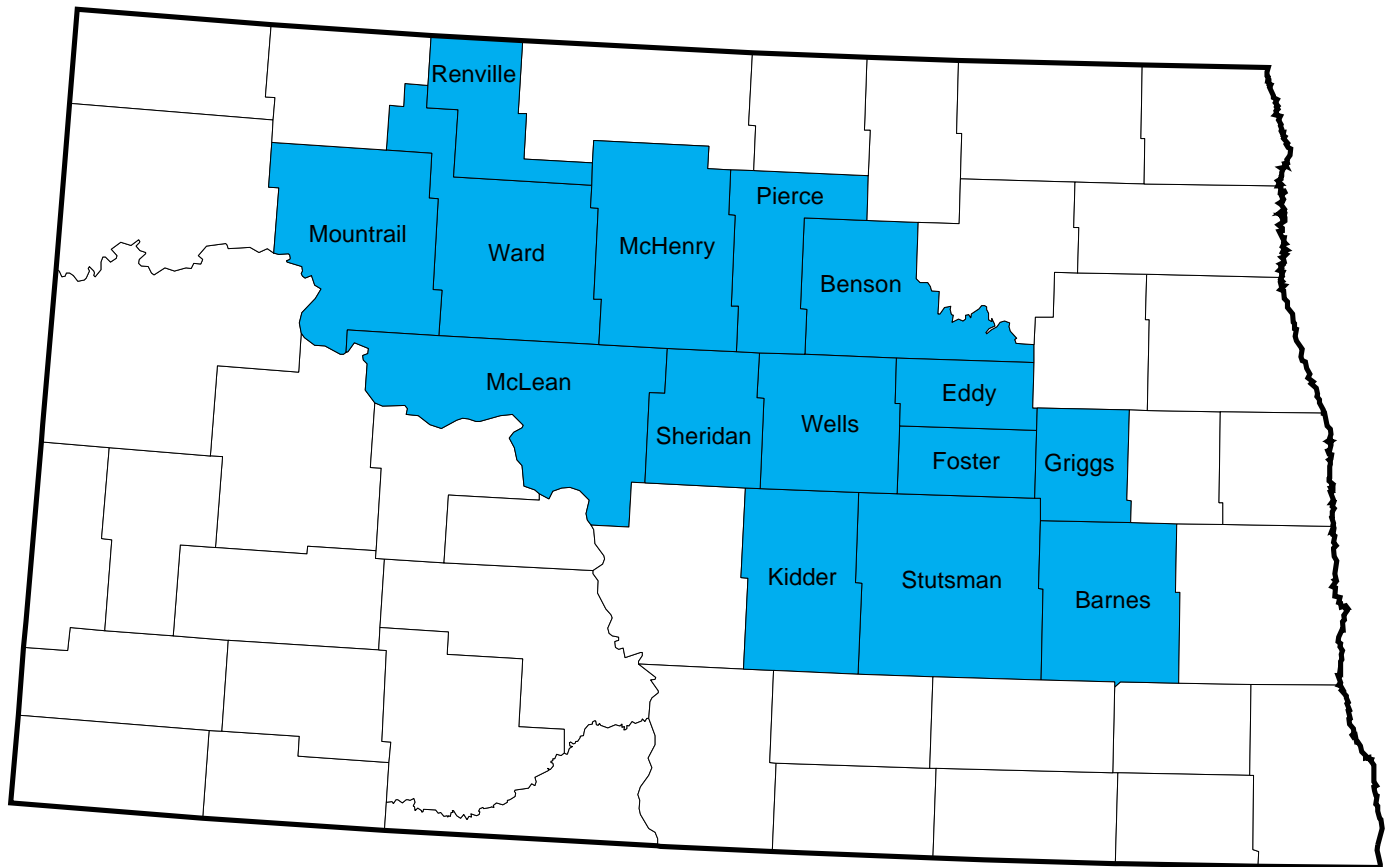 Renville
Pierce
Mountrail
Ward
McHenry
Benson
McLean
Eddy
Sheridan
Wells
Foster
Griggs
Kidder
Stutsman
Barnes